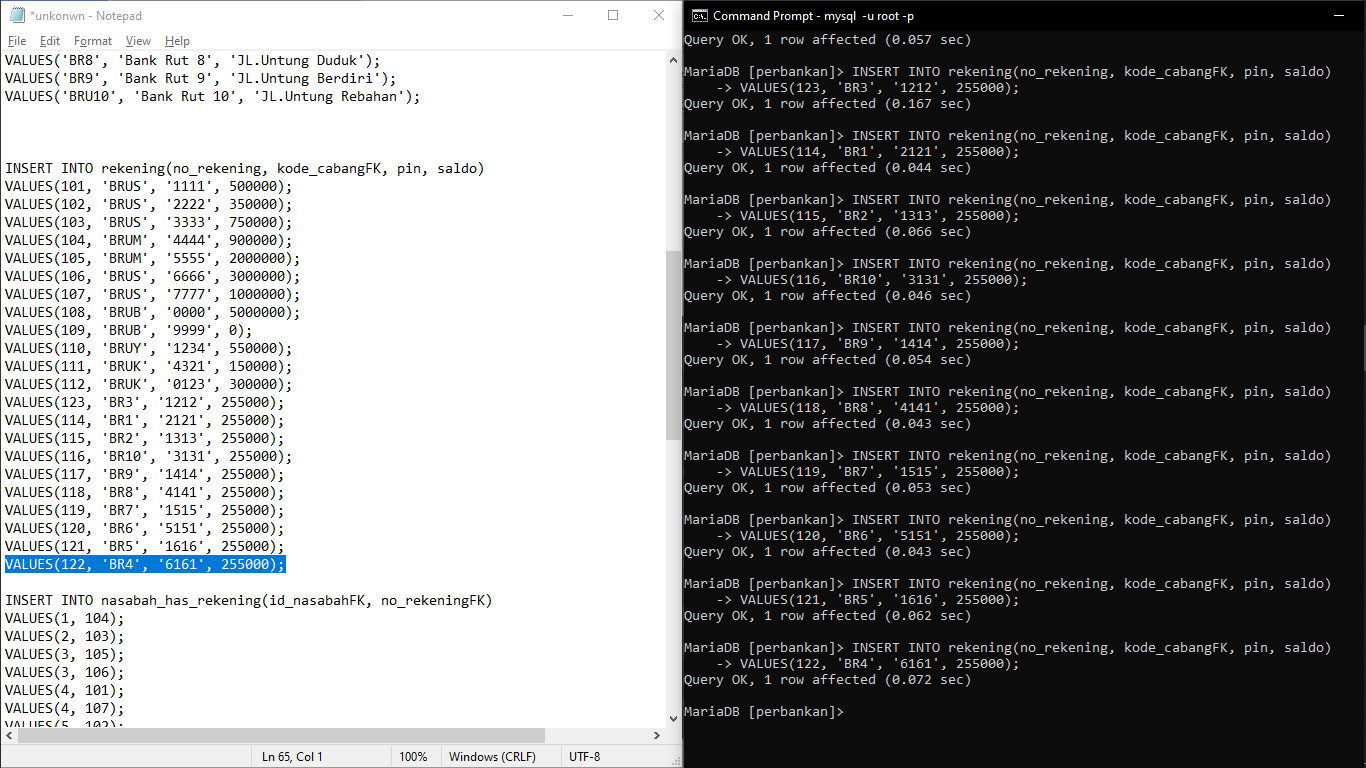 *unkonwn - Notepad
File Edit Format View Help
VALUES('BR8', 'Bank Rut 8', 'JL.Untung Duduk');
VALUES('BR9', 'Bank Rut 9', 'JL.Untung Berdiri');
VALUES('BRU10', 'Bank Rut 10', 'JL.Untung Rebahan');
INSERT INTO rekening(no_rekening, kode_cabangFK, pin, saldo)
VALUES(101, 'BRUS', '1111', 500000);
VALUES(102, 'BRUS', '2222', 350000);
VALUES(103, 'BRUS', '3333', 750000);
VALUES(104, 'BRUM', '4444', 900000);
VALUES(105, 'BRUM', '5555', 2000000);
VALUES(106, 'BRUS', '6666', 3000000);
VALUES(107, 'BRUS', '7777', 1000000);
VALUES(108, 'BRUB', '0000', 5000000);
VALUES(109, 'BRUB', '9999', 0);
VALUES(110, 'BRUY', '1234', 550000);
VALUES(111, 'BRUK', '4321', 150000);
VALUES(112, 'BRUK', '0123', 300000);
VALUES(123, 'BR3', '1212', 255000);
VALUES(114, 'BR1', '2121', 255000);
VALUES(115, 'BR2', '1313', 255000);
VALUES(116, 'BR10', '3131', 255000);
VALUES(117, 'BR9', '1414', 255000);
VALUES(118, 'BR8', '4141', 255000);
VALUES(119, 'BR7', '1515', 255000);
VALUES(120, 'BR6', '5151', 255000);
VALUES(121, 'BR5', '1616', 255000);
VALUES(122, 'BR4', '6161', 255000);
INSERT INTO nasabah_has_rekening(id_nasabahFK, no_rekeningFK)
VALUES(1, 104);
VALUES(2, 103);
VALUES(3, 105);
VALUES(3, 106);
VALUES(4, 101);
VALUES(4, 107);
VALUES(5, 102);
Ln 65, Col 1 100% Windows (CRLF) UTF-8
Command Prompt - mysql -u root -p
Query OK, 1 row affected (0.057 sec)
MariaDB [perbankan]> INSERT INTO rekening(no_rekening, kode_cabangFK, pin, saldo)
-> VALUES(123, 'BR3', '1212', 255000);
Query OK, 1 row affected (0.167 sec)
MariaDB [perbankan]> INSERT INTO rekening(no_rekening, kode_cabangFK, pin, saldo)
-> VALUES(114, 'BR1', '2121', 255000);
Query OK, 1 row affected (0.044 sec)
MariaDB [perbankan]> INSERT INTO rekening(no_rekening, kode_cabangFK, pin, saldo)
-> VALUES(115, 'BR2', '1313', 255000);
Query OK, 1 row affected (0.066 sec)
MariaDB [perbankan]> INSERT INTO rekening(no_rekening, kode_cabangFK, pin, saldo)
-> VALUES(116, 'BR10', '3131', 255000);
Query OK, 1 row affected (0.046 sec)
MariaDB [perbankan]> INSERT INTO rekening(no_rekening, kode_cabangFK, pin, saldo)
-> VALUES(117, 'BR9', '1414', 255000);
Query OK, 1 row affected (0.054 sec)
MariaDB [perbankan]> INSERT INTO rekening(no_rekening, kode_cabangFK, pin, saldo)
-> VALUES(118, 'BR8', '4141', 255000);
Query OK, 1 row affected (0.043 sec)
MariaDB [perbankan]> INSERT INTO rekening(no_rekening, kode_cabangFK, pin, saldo)
-> VALUES(119, 'BR7', '1515', 255000);
Query OK, 1 row affected (0.053 sec)
MariaDB [perbankan]> INSERT INTO rekening(no_rekening, kode_cabangFK, pin, saldo)
-> VALUES(120, 'BR6', '5151', 255000);
Query OK, 1 row affected (0.043 sec)
MariaDB [perbankan]> INSERT INTO rekening(no_rekening, kode_cabangFK, pin, saldo)
-> VALUES(121, 'BR5', '1616', 255000);
Query OK, 1 row affected (0.062 sec)
MariaDB [perbankan]> INSERT INTO rekening(no_rekening, kode_cabangFK, pin, saldo)
-> VALUES(122, 'BR4', '6161', 255000);
Query OK, 1 row affected (0.072 sec)
MariaDB [perbankan]>